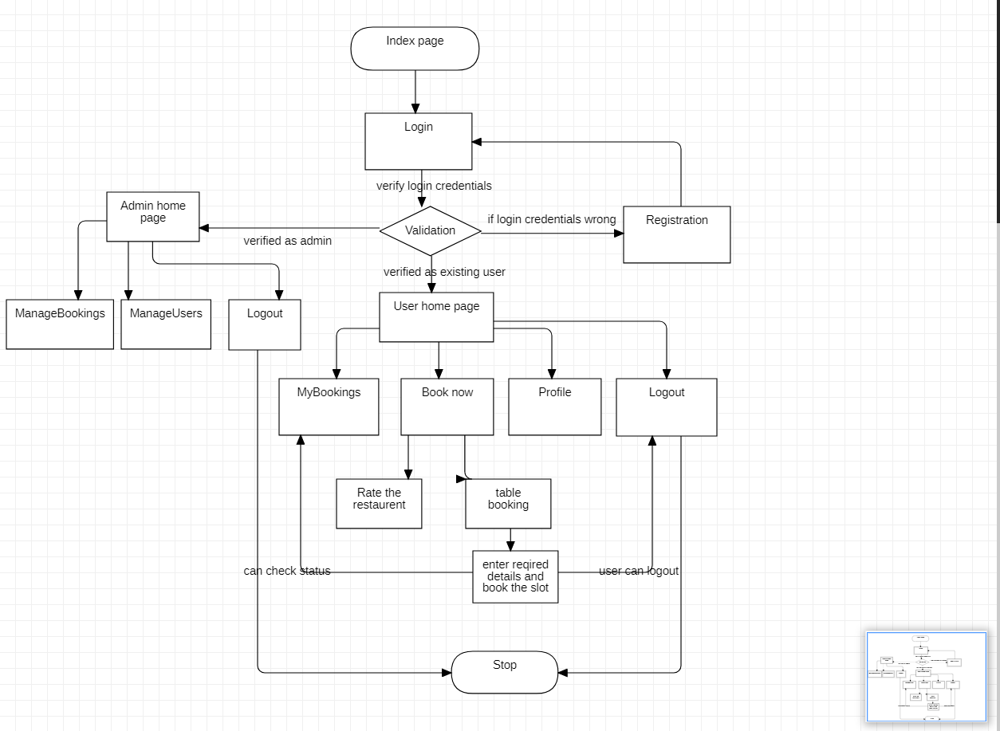 Index page
Login
verify login credentials
Admin home
page
Validation
if login credentials wrong
Registration
verified as admin
verified as existing user
ManageBookings
ManageUsers
Logout
User home page
MyBookings
Book now
Profile
Logout
Rate the
restaurent
table
booking
enter reqired
details and
book the slot
can check status
user can logout
Stop